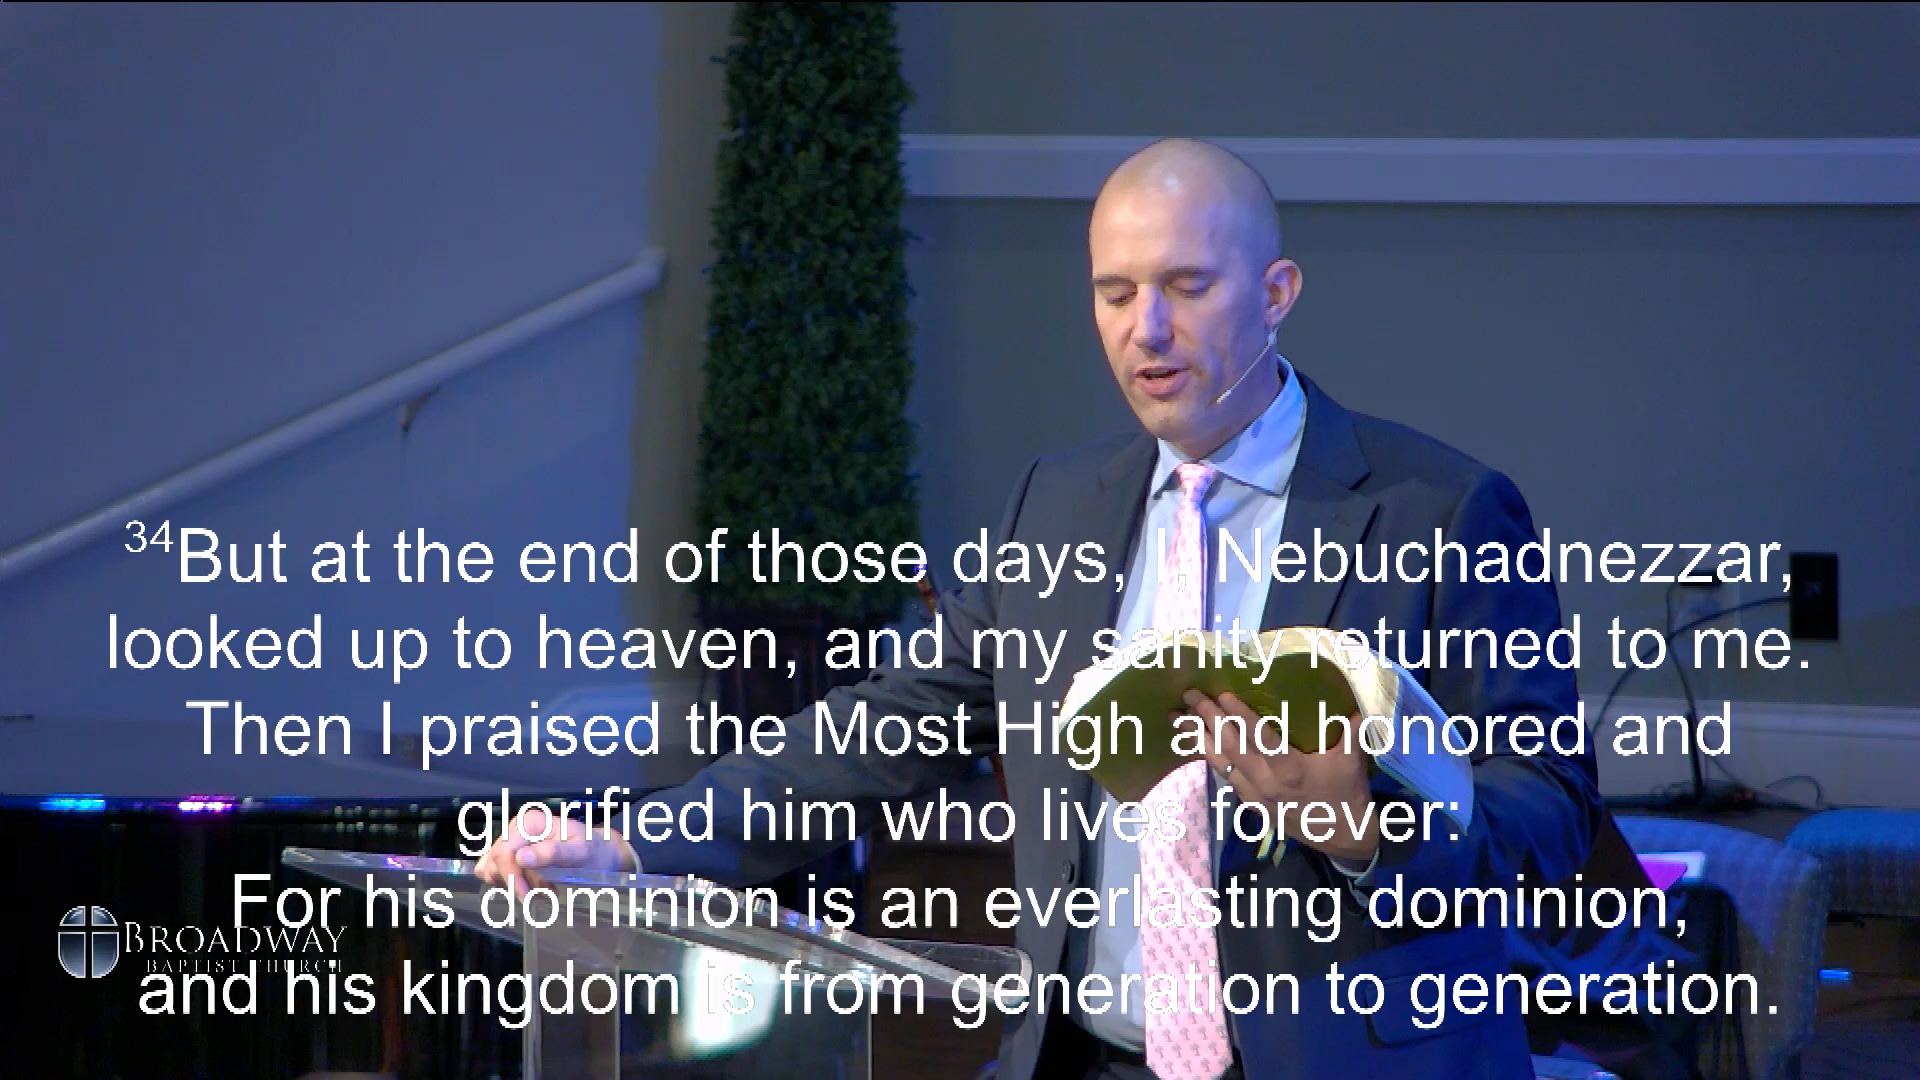 ³⁴But at the end of those days, I, Nebuchadnezzar,
looked up to heaven, and my sanity returned to me.
Then I praised the Most High and honored and
glorified him who lives forever:
For his dominion is an everlasting dominion,
and his kingdom is from generation to generation.
BROADWAY
BAPTIST CHURCH